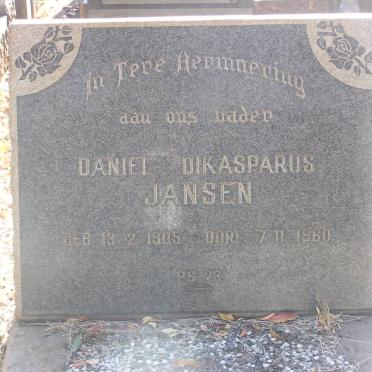 In Tere Herinnering
aan ons vader
DANIEL DIKASPARUS
JANSEN
GEB. 13·2·1905 – OORL. 7·11·1960
PS 23